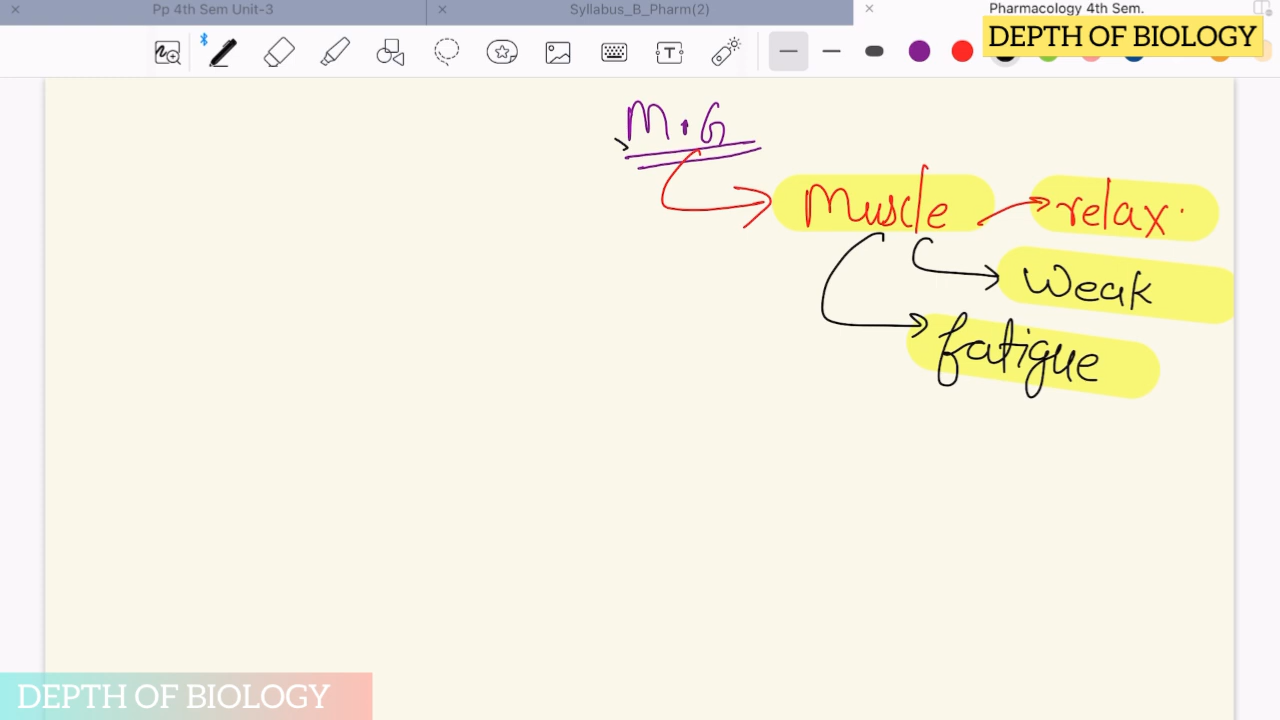 Pp 4th Sem Unit-3
Syllabus_B_Pharm(2)
Pharmacology 4th Sem.
DEPTH OF BIOLOGY
T
M.G
Muscle relax.
Weak
fatigue
DEPTH OF BIOLOGY